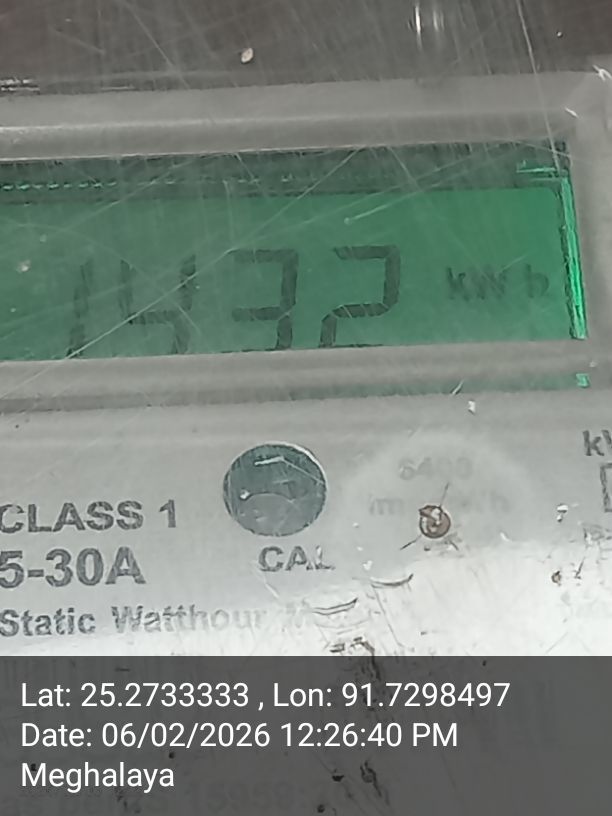 1432 kWh
CLASS 1
5-30A
CAL
Static Watthour
Lat: 25.2733333 , Lon: 91.7298497
Date: 06/02/2026 12:26:40 PM
Meghalaya